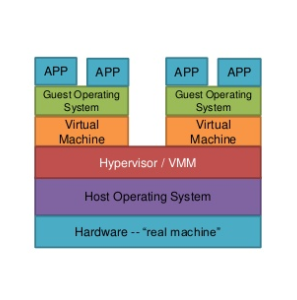 APP APP APP APP
Guest Operating System Guest Operating System
Virtual Machine Virtual Machine
Hypervisor / VMM
Host Operating System
Hardware -- “real machine”